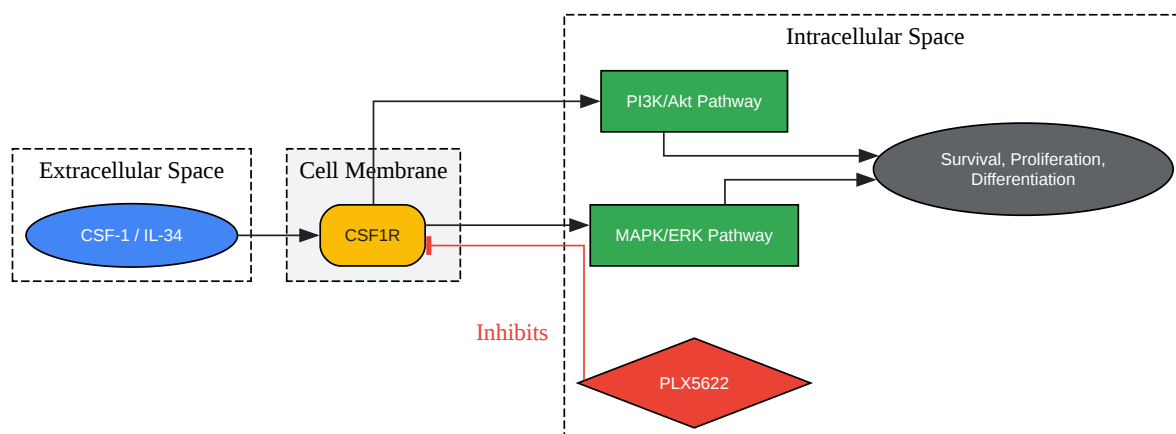 Intracellular Space
PI3K/Akt Pathway
Extracellular Space
Cell Membrane
Survival, Proliferation,
Differentiation
CSF-1 / IL-34
CSF1R
MAPK/ERK Pathway
Inhibits
PLX5622